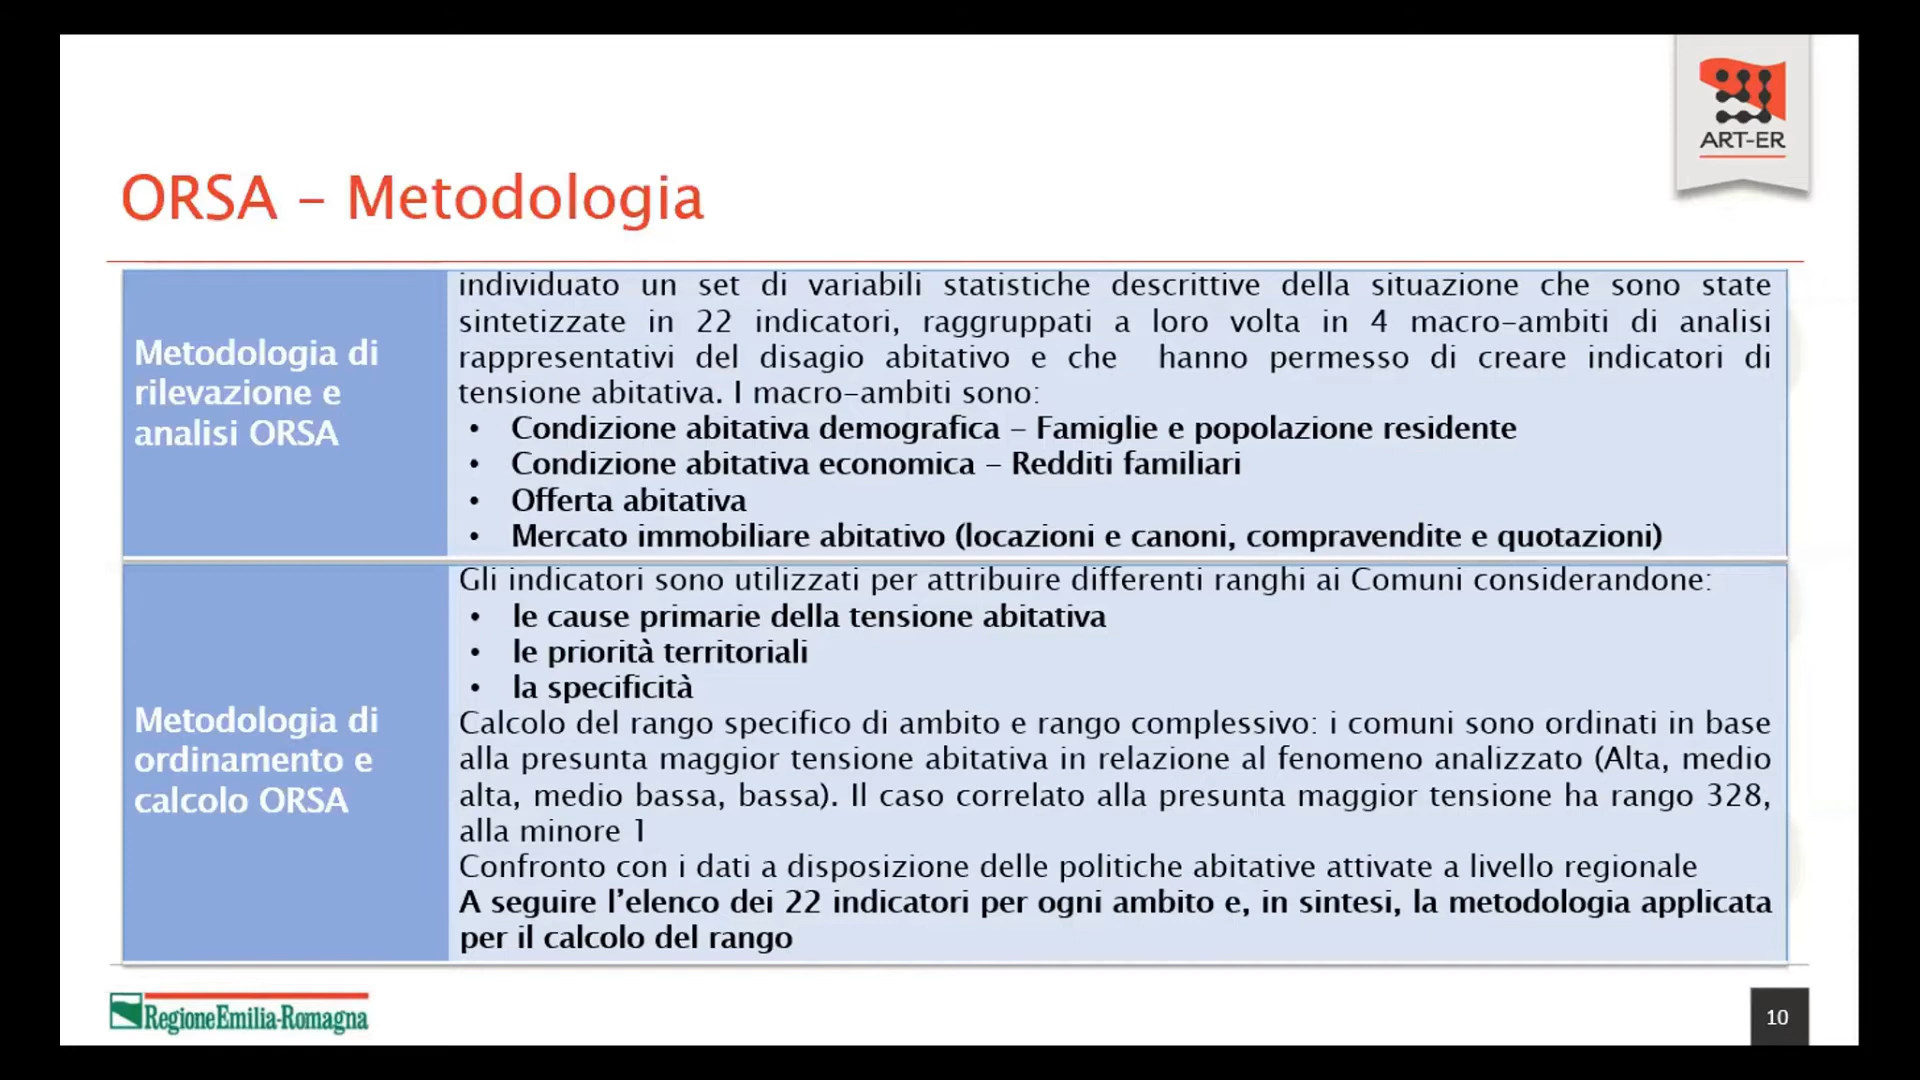 ART-ER
ORSA – Metodologia
Metodologia di
rilevazione e
analisi ORSA
individuato un set di variabili statistiche descrittive della situazione che sono state
sintetizzate in 22 indicatori, raggruppati a loro volta in 4 macro-ambiti di analisi
rappresentativi del disagio abitativo e che hanno permesso di creare indicatori di
tensione abitativa. I macro-ambiti sono:
• Condizione abitativa demografica – Famiglie e popolazione residente
• Condizione abitativa economica – Redditi familiari
• Offerta abitativa
• Mercato immobiliare abitativo (locazioni e canoni, compravendite e quotazioni)
Metodologia di
ordinamento e
calcolo ORSA
Gli indicatori sono utilizzati per attribuire differenti ranghi ai Comuni considerandone:
• le cause primarie della tensione abitativa
• le priorità territoriali
• la specificità
Calcolo del rango specifico di ambito e rango complessivo: i comuni sono ordinati in base
alla presunta maggior tensione abitativa in relazione al fenomeno analizzato (Alta, medio
alta, medio bassa, bassa). Il caso correlato alla presunta maggior tensione ha rango 328,
alla minore 1
Confronto con i dati a disposizione delle politiche abitative attivate a livello regionale
A seguire l’elenco dei 22 indicatori per ogni ambito e, in sintesi, la metodologia applicata
per il calcolo del rango
RegioneEmilia-Romagna
10